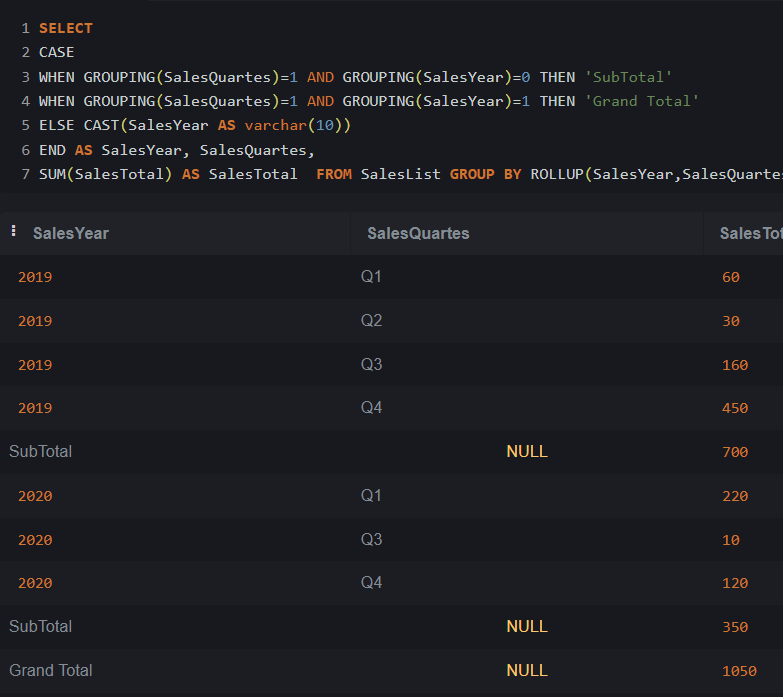 1 SELECT
2 CASE
3 WHEN GROUPING(SalesQuartes)=1 AND GROUPING(SalesYear)=0 THEN 'SubTotal'
4 WHEN GROUPING(SalesQuartes)=1 AND GROUPING(SalesYear)=1 THEN 'Grand Total'
5 ELSE CAST(SalesYear AS varchar(10))
6 END AS SalesYear, SalesQuartes,
7 SUM(SalesTotal) AS SalesTotal  FROM SalesList GROUP BY ROLLUP(SalesYear,SalesQuarte
SalesYear SalesQuartes SalesTot
2019 Q1 60
2019 Q2 30
2019 Q3 160
2019 Q4 450
SubTotal NULL 700
2020 Q1 220
2020 Q3 10
2020 Q4 120
SubTotal NULL 350
Grand Total NULL 1050